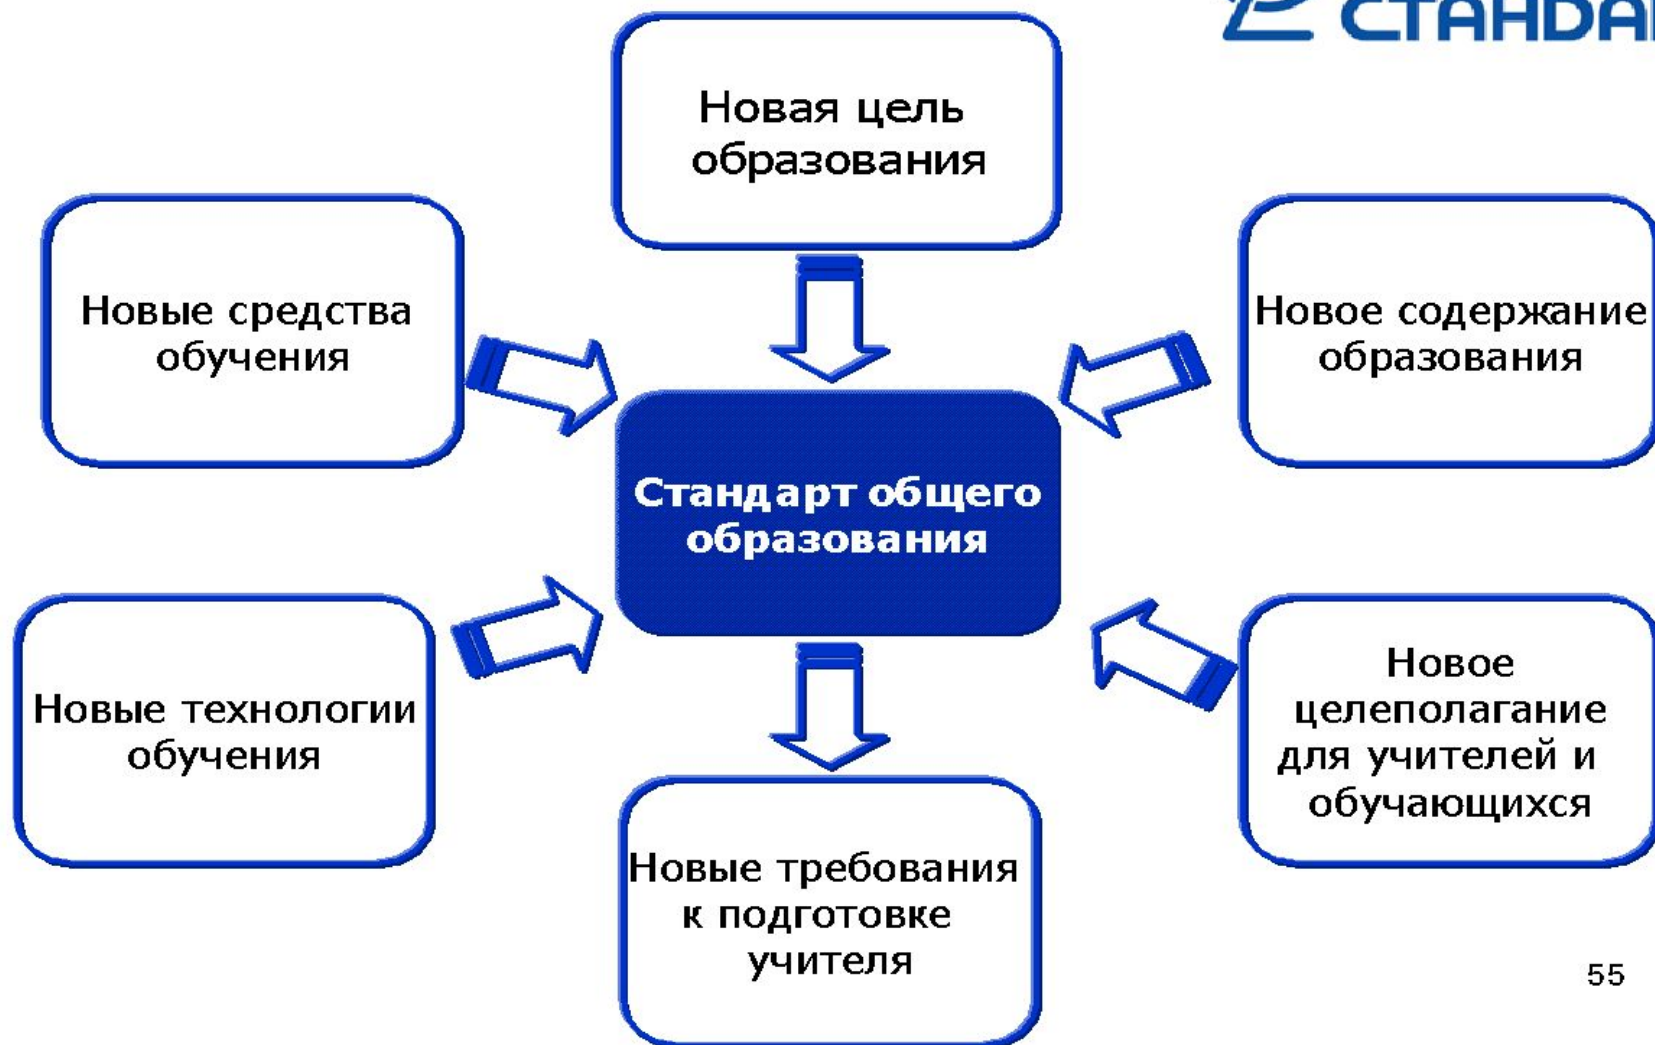 СТАНДА
Новая цель
образования
Новые средства
обучения
Новое содержание
образования
Стандарт общего
образования
Новые технологии
обучения
Новое
целеполагание
для учителей и
обучающихся
Новые требования
к подготовке
учителя
55